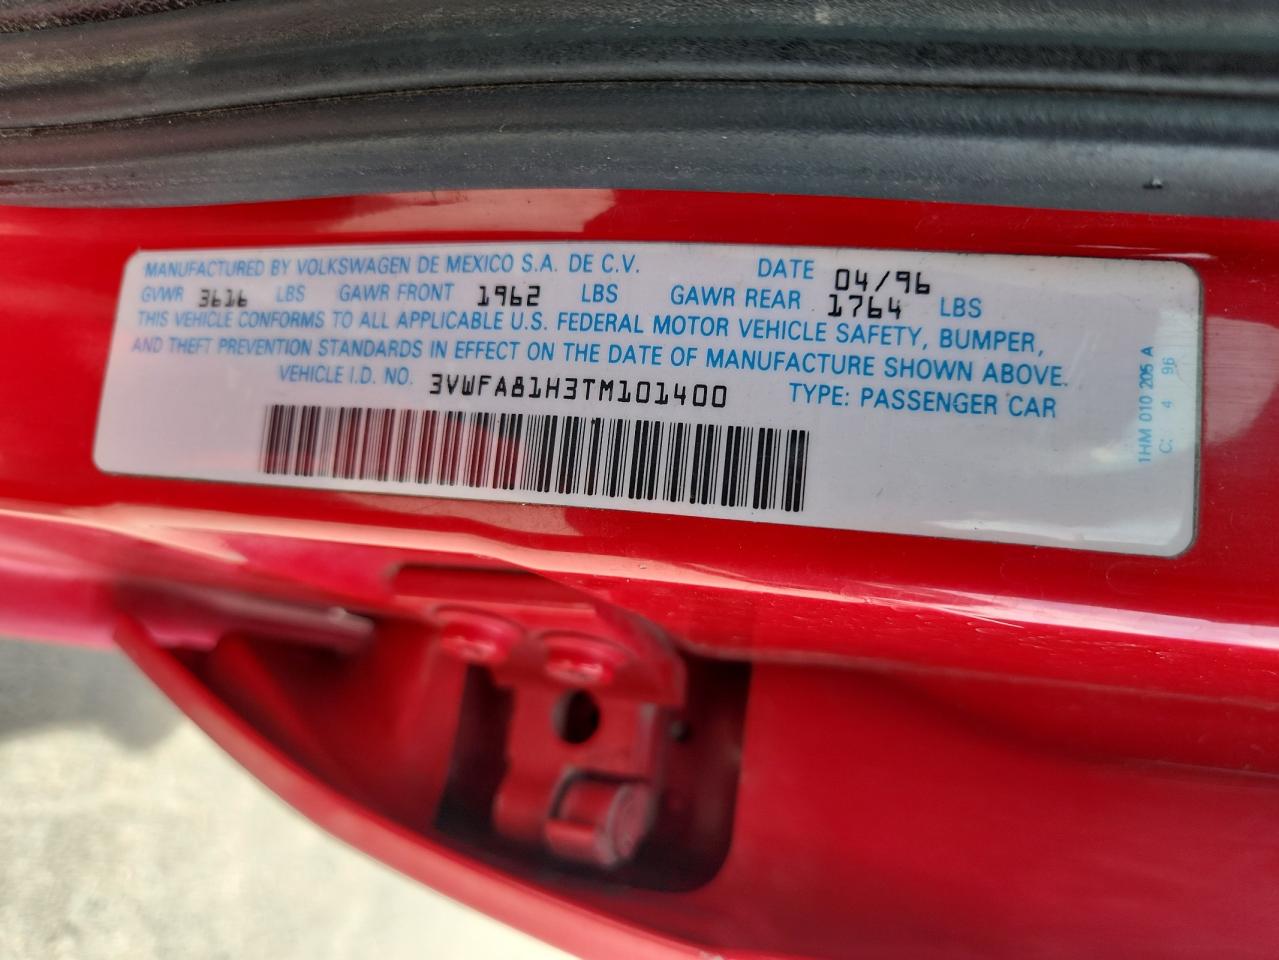 MANUFACTURED BY VOLKSWAGEN DE MEXICO S.A. DE C.V. DATE 04/96
GVWR 3616 LBS GAWR FRONT 1962 LBS GAWR REAR 1764 LBS
THIS VEHICLE CONFORMS TO ALL APPLICABLE U.S. FEDERAL MOTOR VEHICLE SAFETY, BUMPER,
AND THEFT PREVENTION STANDARDS IN EFFECT ON THE DATE OF MANUFACTURE SHOWN ABOVE.
VEHICLE I.D. NO. 3VWFA81H3TM101400 TYPE: PASSENGER CAR
1HM 010 205 A
C: 4 96